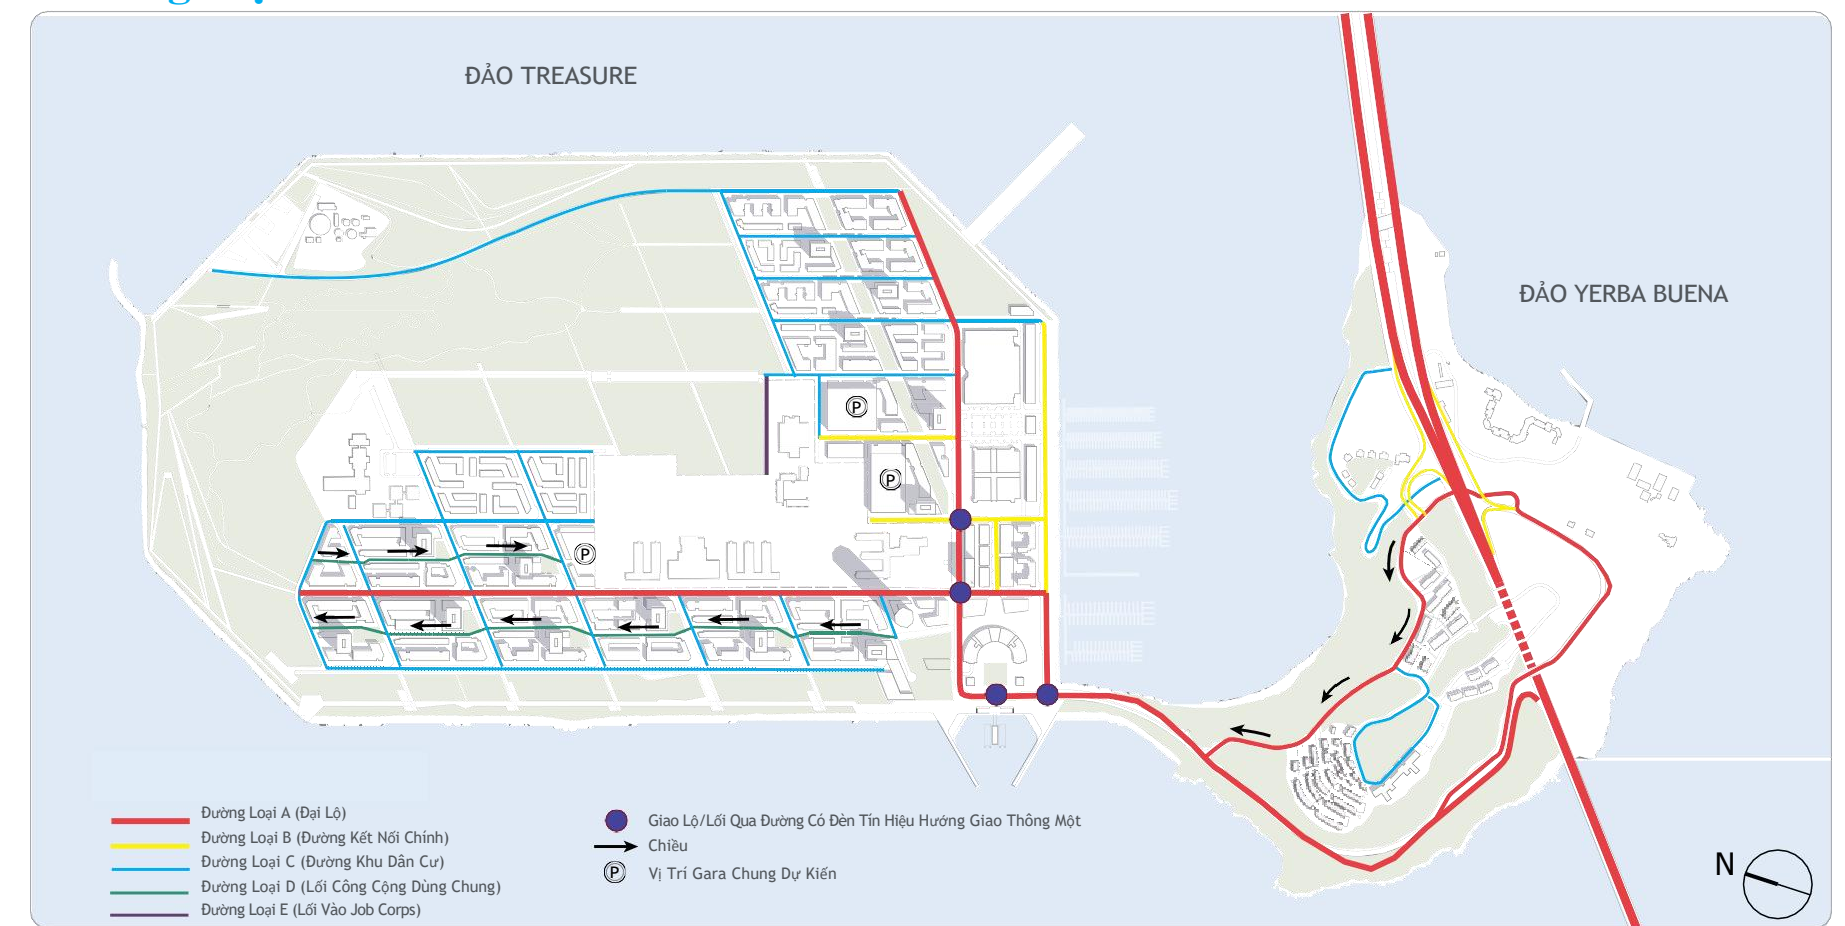 ĐẢO TREASURE
ĐẢO YERBA BUENA
P
P
P
Đường Loại A (Đại Lộ)
Đường Loại B (Đường Kết Nối Chính)
Đường Loại C (Đường Khu Dân Cư)
Đường Loại D (Lối Công Cộng Dùng Chung)
Đường Loại E (Lối Vào Job Corps)
Giao Lộ/Lối Qua Đường Có Đèn Tín Hiệu Hướng Giao Thông Một
Chiều
P Vị Trí Gara Chung Dự Kiến
N